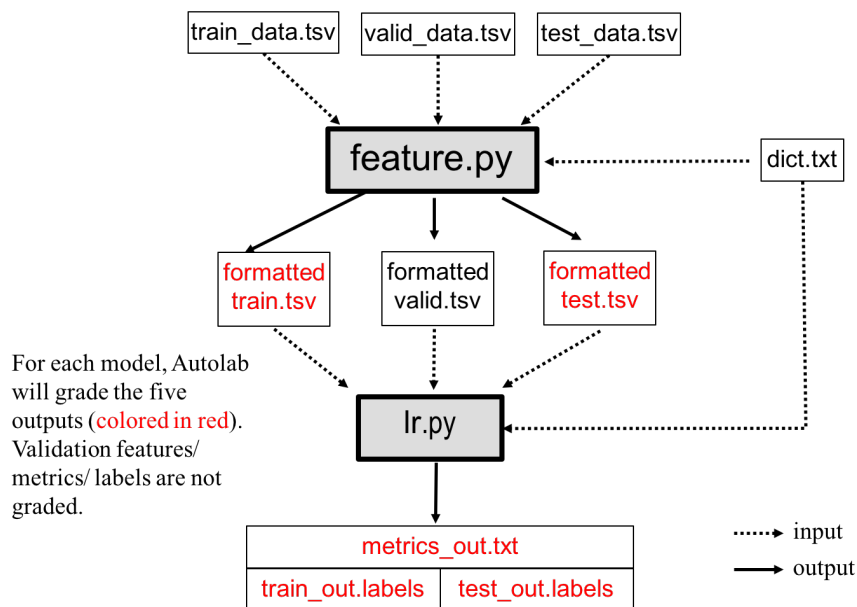 train_data.tsv
valid_data.tsv
test_data.tsv
feature.py
dict.txt
formatted
train.tsv
formatted
valid.tsv
formatted
test.tsv
For each model, Autolab
will grade the five
outputs (colored in red).
Validation features/
metrics/ labels are not
graded.
lr.py
metrics_out.txt
train_out.labels
test_out.labels
input
output